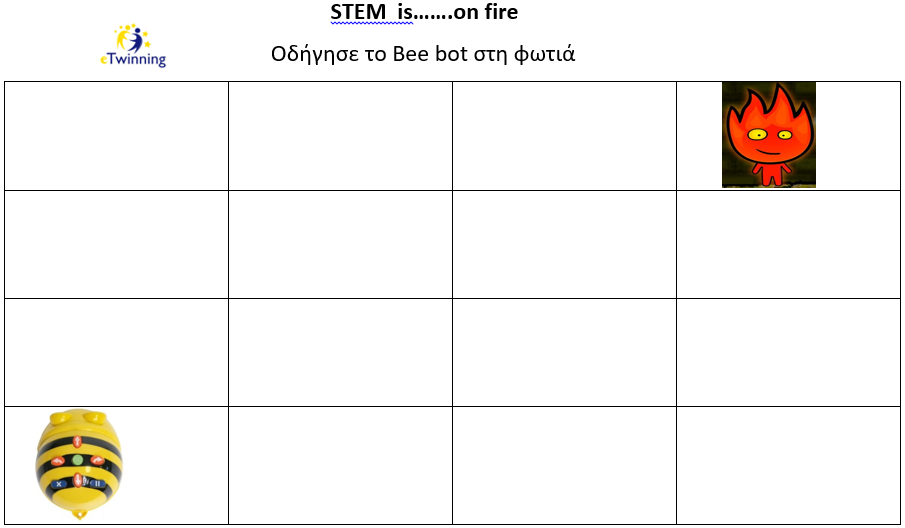 STEM  is…….on fire
eTwinning
Οδήγησε το Bee bot στη φωτιά